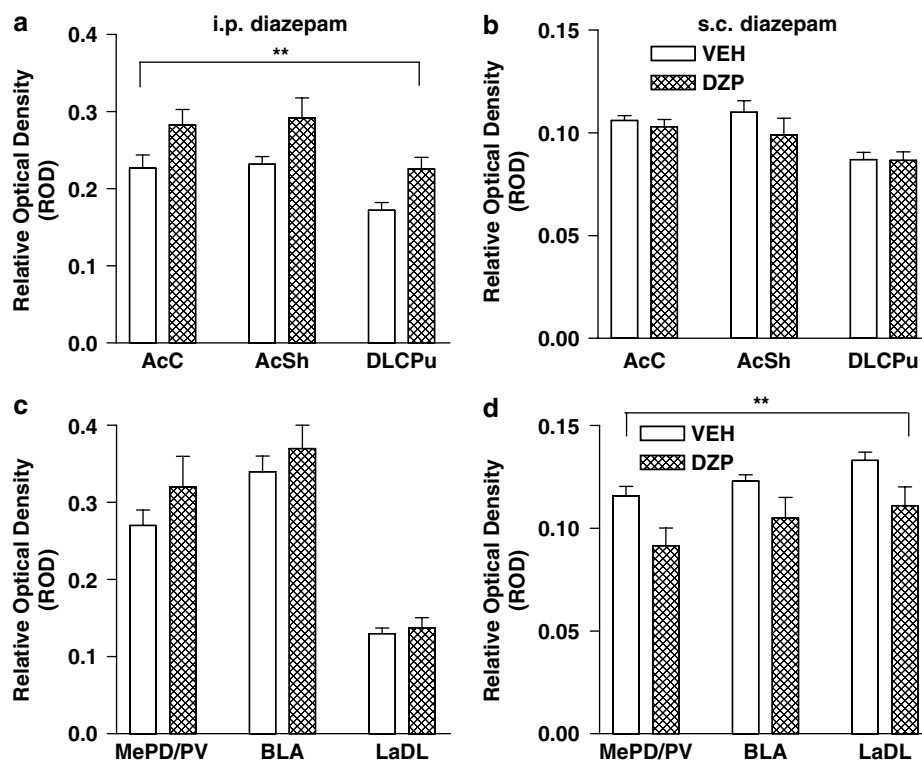 a
i.p. diazepam
0.4
0.3
0.2
0.1
0.0
Relative Optical Density
(ROD)
**
AcC
AcSh
DLCPu
b
s.c. diazepam
VEH
DZP
0.15
0.10
0.05
0.00
Relative Optical Density
(ROD)
AcC
AcSh
DLCPu
c
0.4
0.3
0.2
0.1
0.0
Relative Optical Density
(ROD)
MePD/PV
BLA
LaDL
d
**
VEH
DZP
0.15
0.10
0.05
0.00
Relative Optical Density
(ROD)
MePD/PV
BLA
LaDL